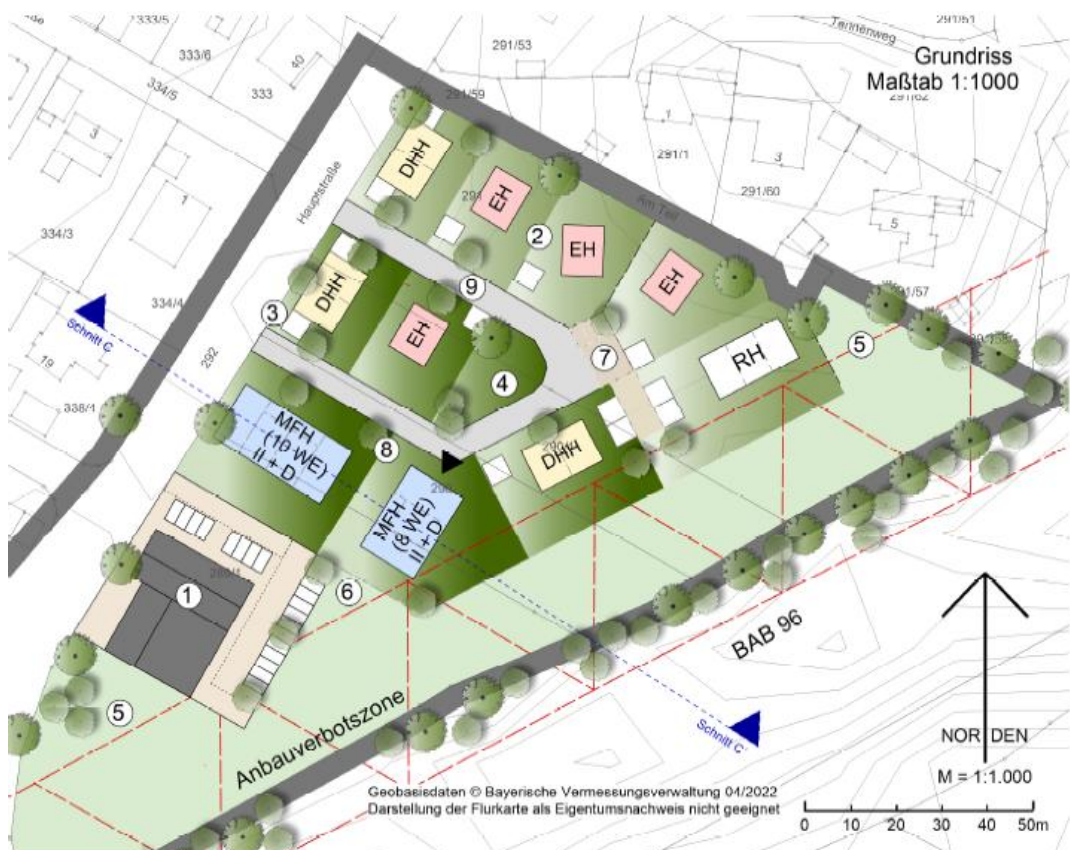 333/5
333/6
40
334/5
333
3
1
334/3
334/4
292
19
338/4
291/53
291/59
291/51
Tannenweg
Grundriss
Maßtab 1:1000
291/62
1
3
291/1
291/60
5
Hauptstraße
Am Teil
DHH
EH
2
EH
EH
291/57
9
3
DHH
EH
4
7
RH
5
Schnitt C
MFH
(10 WE)
II + D
8
DHH
MFH
(8 WE)
II + D
1
6
5
Anbauverbotszone
BAB 96
Schnitt C'
NORDEN
M = 1:1.000
Geobasisdaten © Bayerische Vermessungsverwaltung 04/2022
Darstellung der Flurkarte als Eigentumsnachweis nicht geeignet
0 10 20 30 40 50m